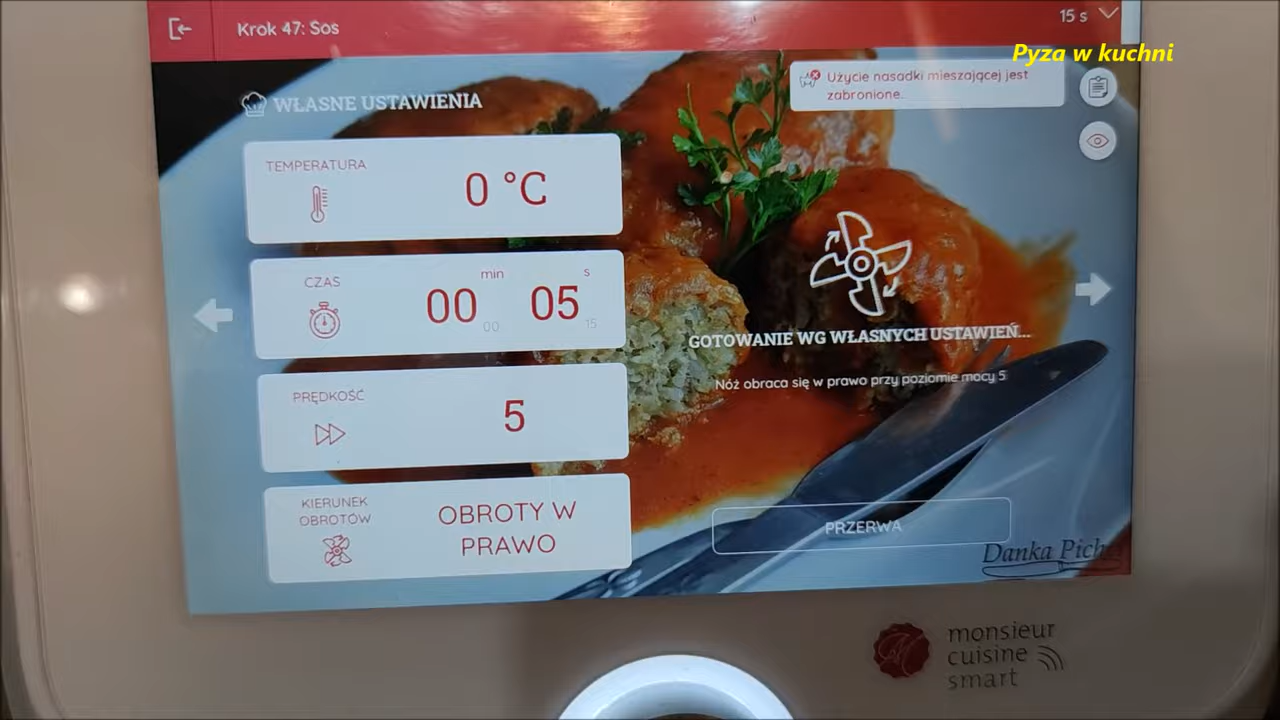 Krok 47: Sos
15 s
Pyza w kuchni
Użycie nasadki mieszającej jest
zabronione.
WŁASNE USTAWIENIA
TEMPERATURA
0 °C
CZAS
min
s
00
05
00
15
PRĘDKOŚĆ
5
KIERUNEK
OBROTÓW
OBROTY W
PRAWO
GOTOWANIE WG WŁASNYCH USTAWIEŃ...
Nóż obraca się w prawo przy poziomie mocy 5
PRZERWA
Danka
monsieur
cuisine
smart